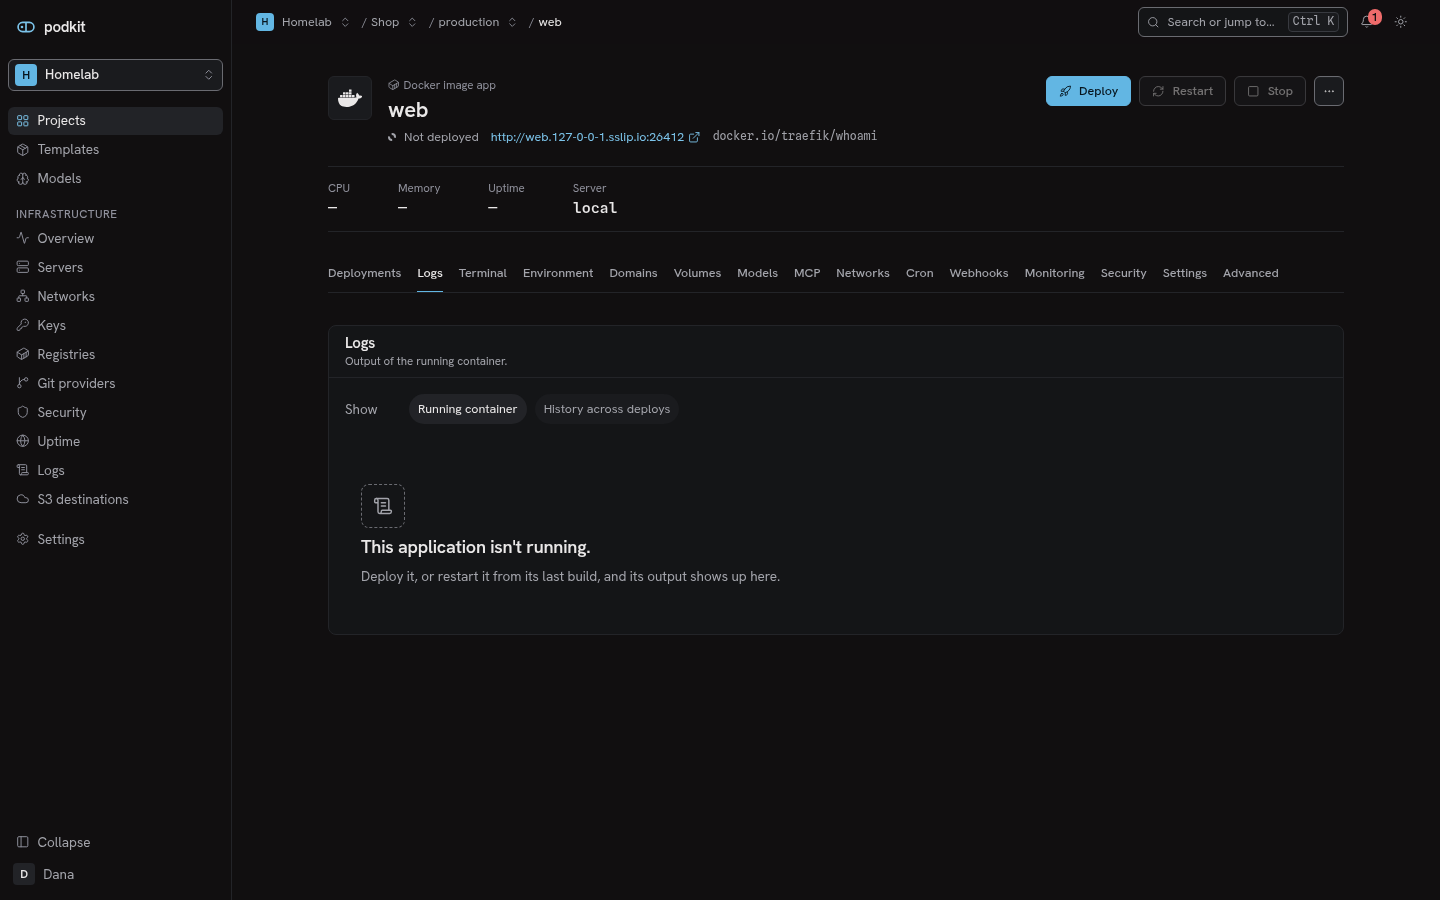 podkit
H Homelab
Projects
Templates
Models
INFRASTRUCTURE
Overview
Servers
Networks
Keys
Registries
Git providers
Security
Uptime
Logs
S3 destinations
Settings
Collapse
D Dana
H Homelab / Shop / production / web
Search or jump to... Ctrl K
1
Docker image app
web
Not deployed http://web.127-0-0-1.sslip.io:26412 docker.io/traefik/whoami
Deploy Restart Stop ...
CPU Memory Uptime Server
— — — local
Deployments Logs Terminal Environment Domains Volumes Models MCP Networks Cron Webhooks Monitoring Security Settings Advanced
Logs
Output of the running container.
Show Running container History across deploys
This application isn't running.
Deploy it, or restart it from its last build, and its output shows up here.